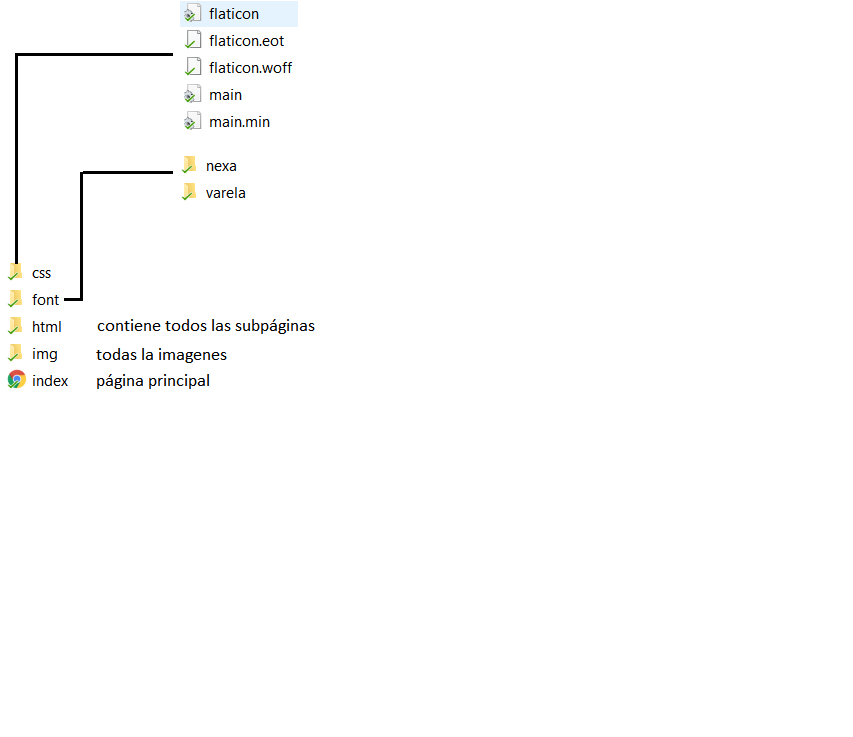 flaticon
flaticon.eot
flaticon.woff
main
main.min
nexa
varela
css
font
html contiene todos las subpáginas
img todas la imagenes
index página principal